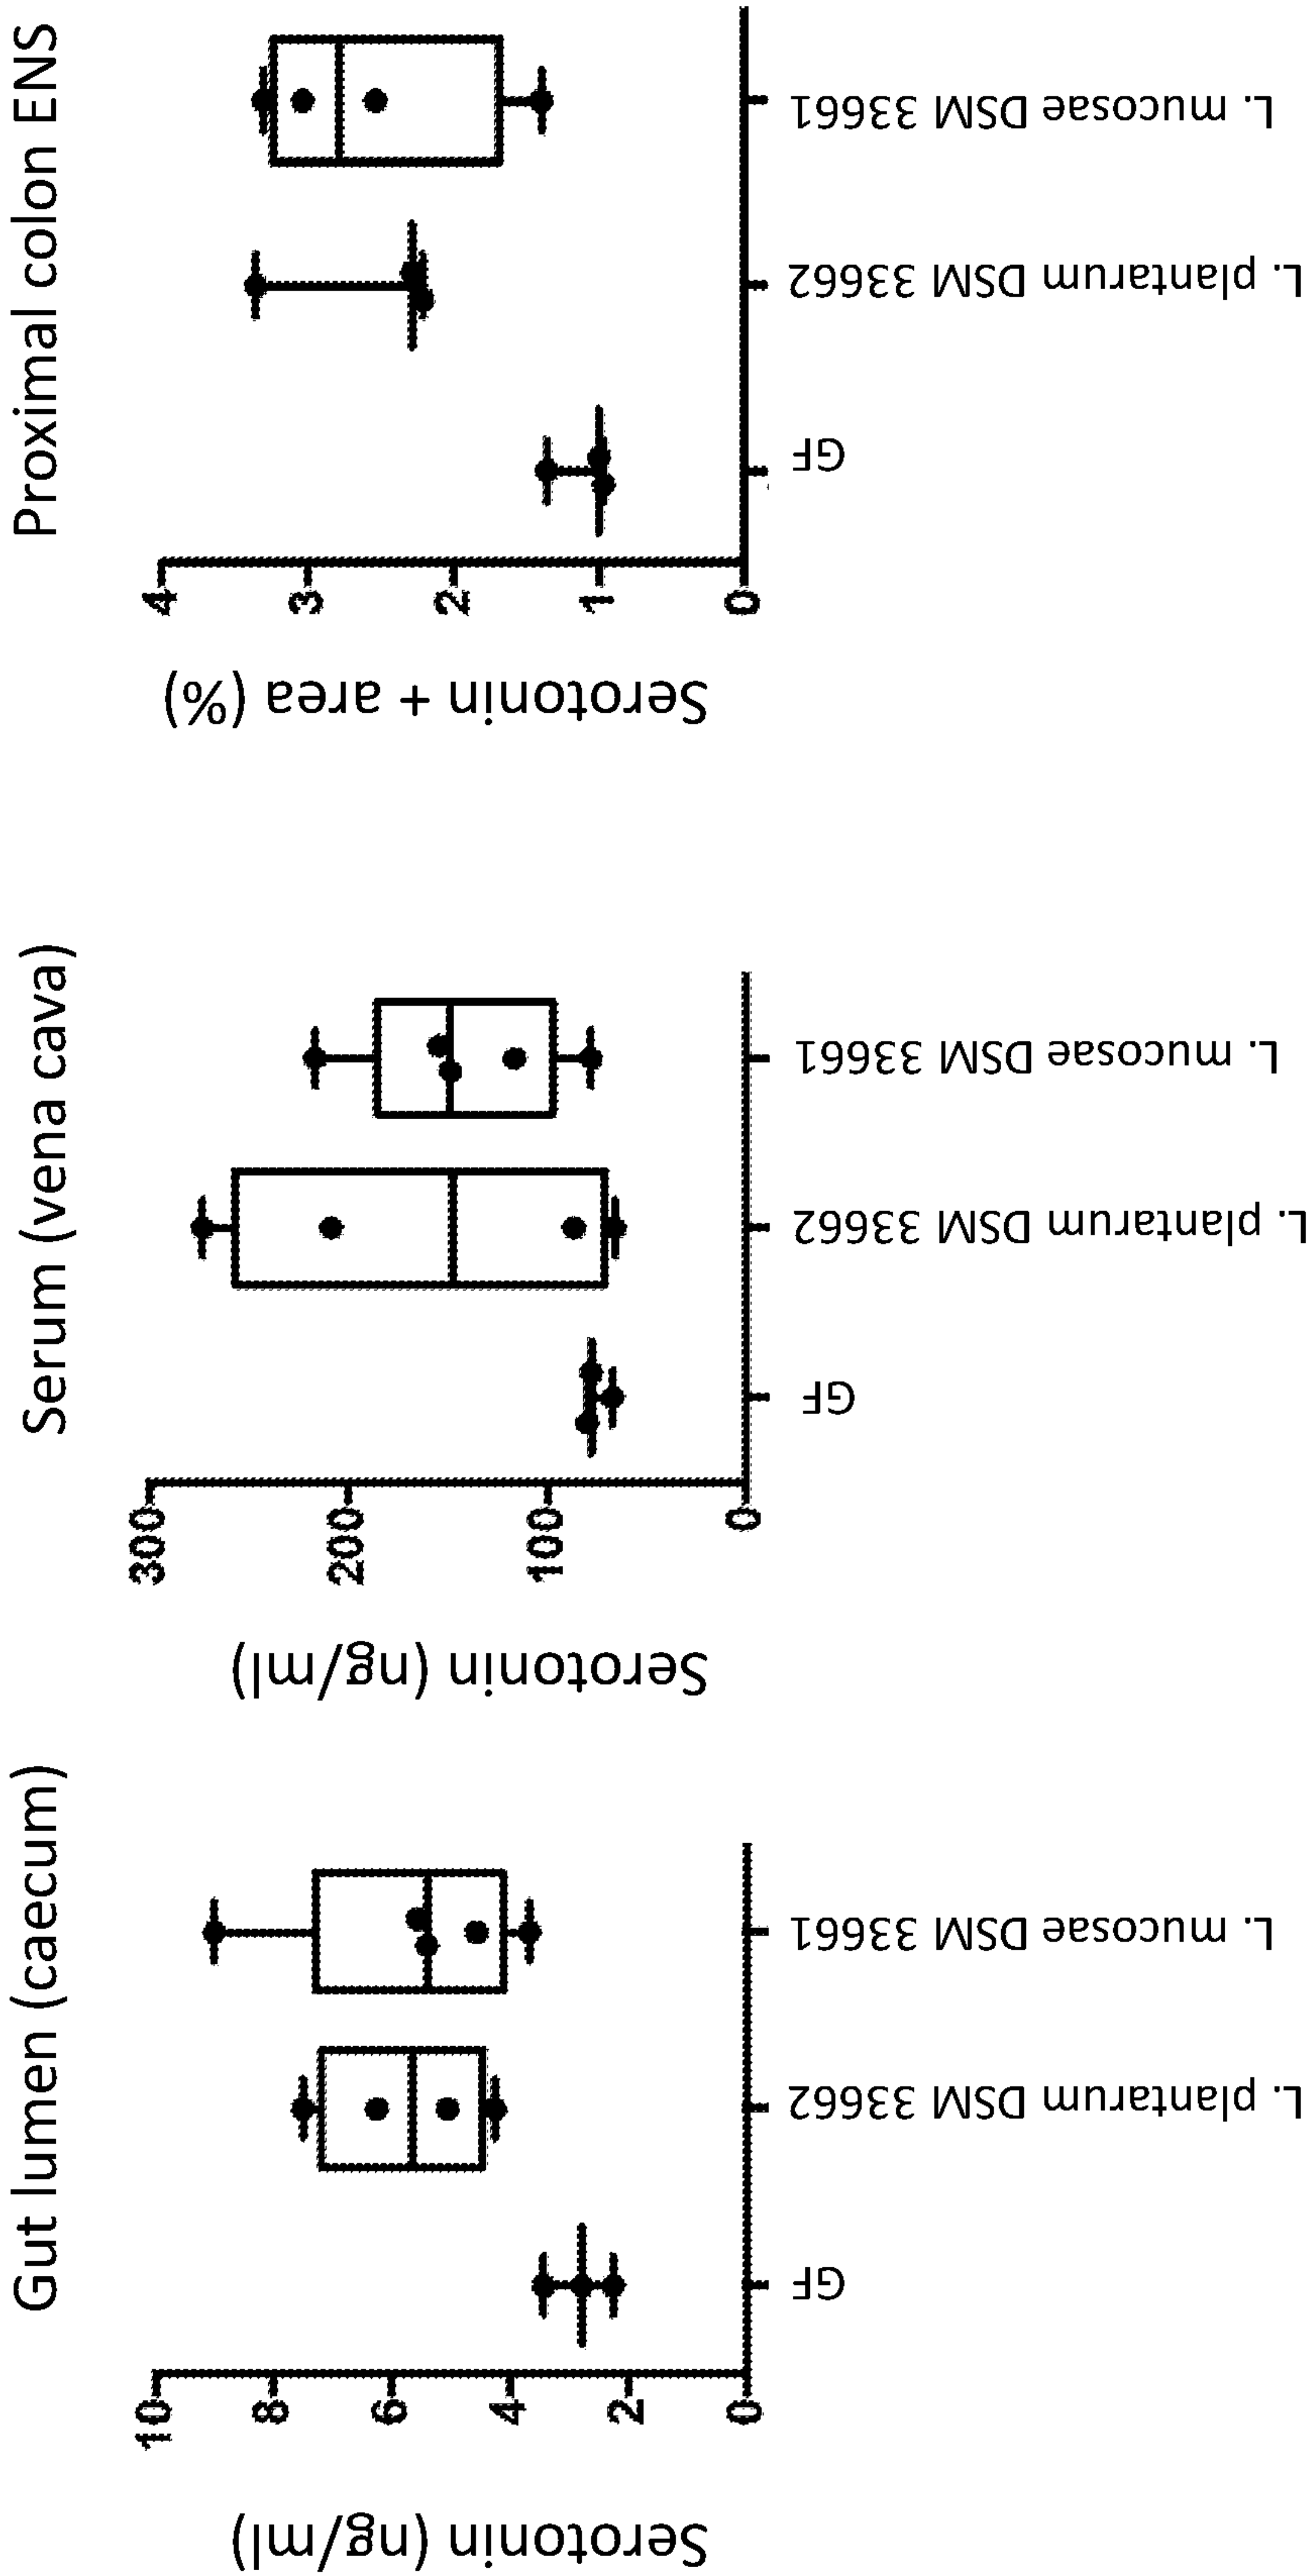 Gut lumen (caecum)
Serotonin (ng/ml)
10
8
6
4
2
0
GF
L. plantarum DSM 33662
L. mucosae DSM 33661
Serum (vena cava)
Serotonin (ng/ml)
300
200
100
0
GF
L. plantarum DSM 33662
L. mucosae DSM 33661
Proximal colon ENS
Serotonin + area (%)
4
3
2
1
0
GF
L. plantarum DSM 33662
L. mucosae DSM 33661